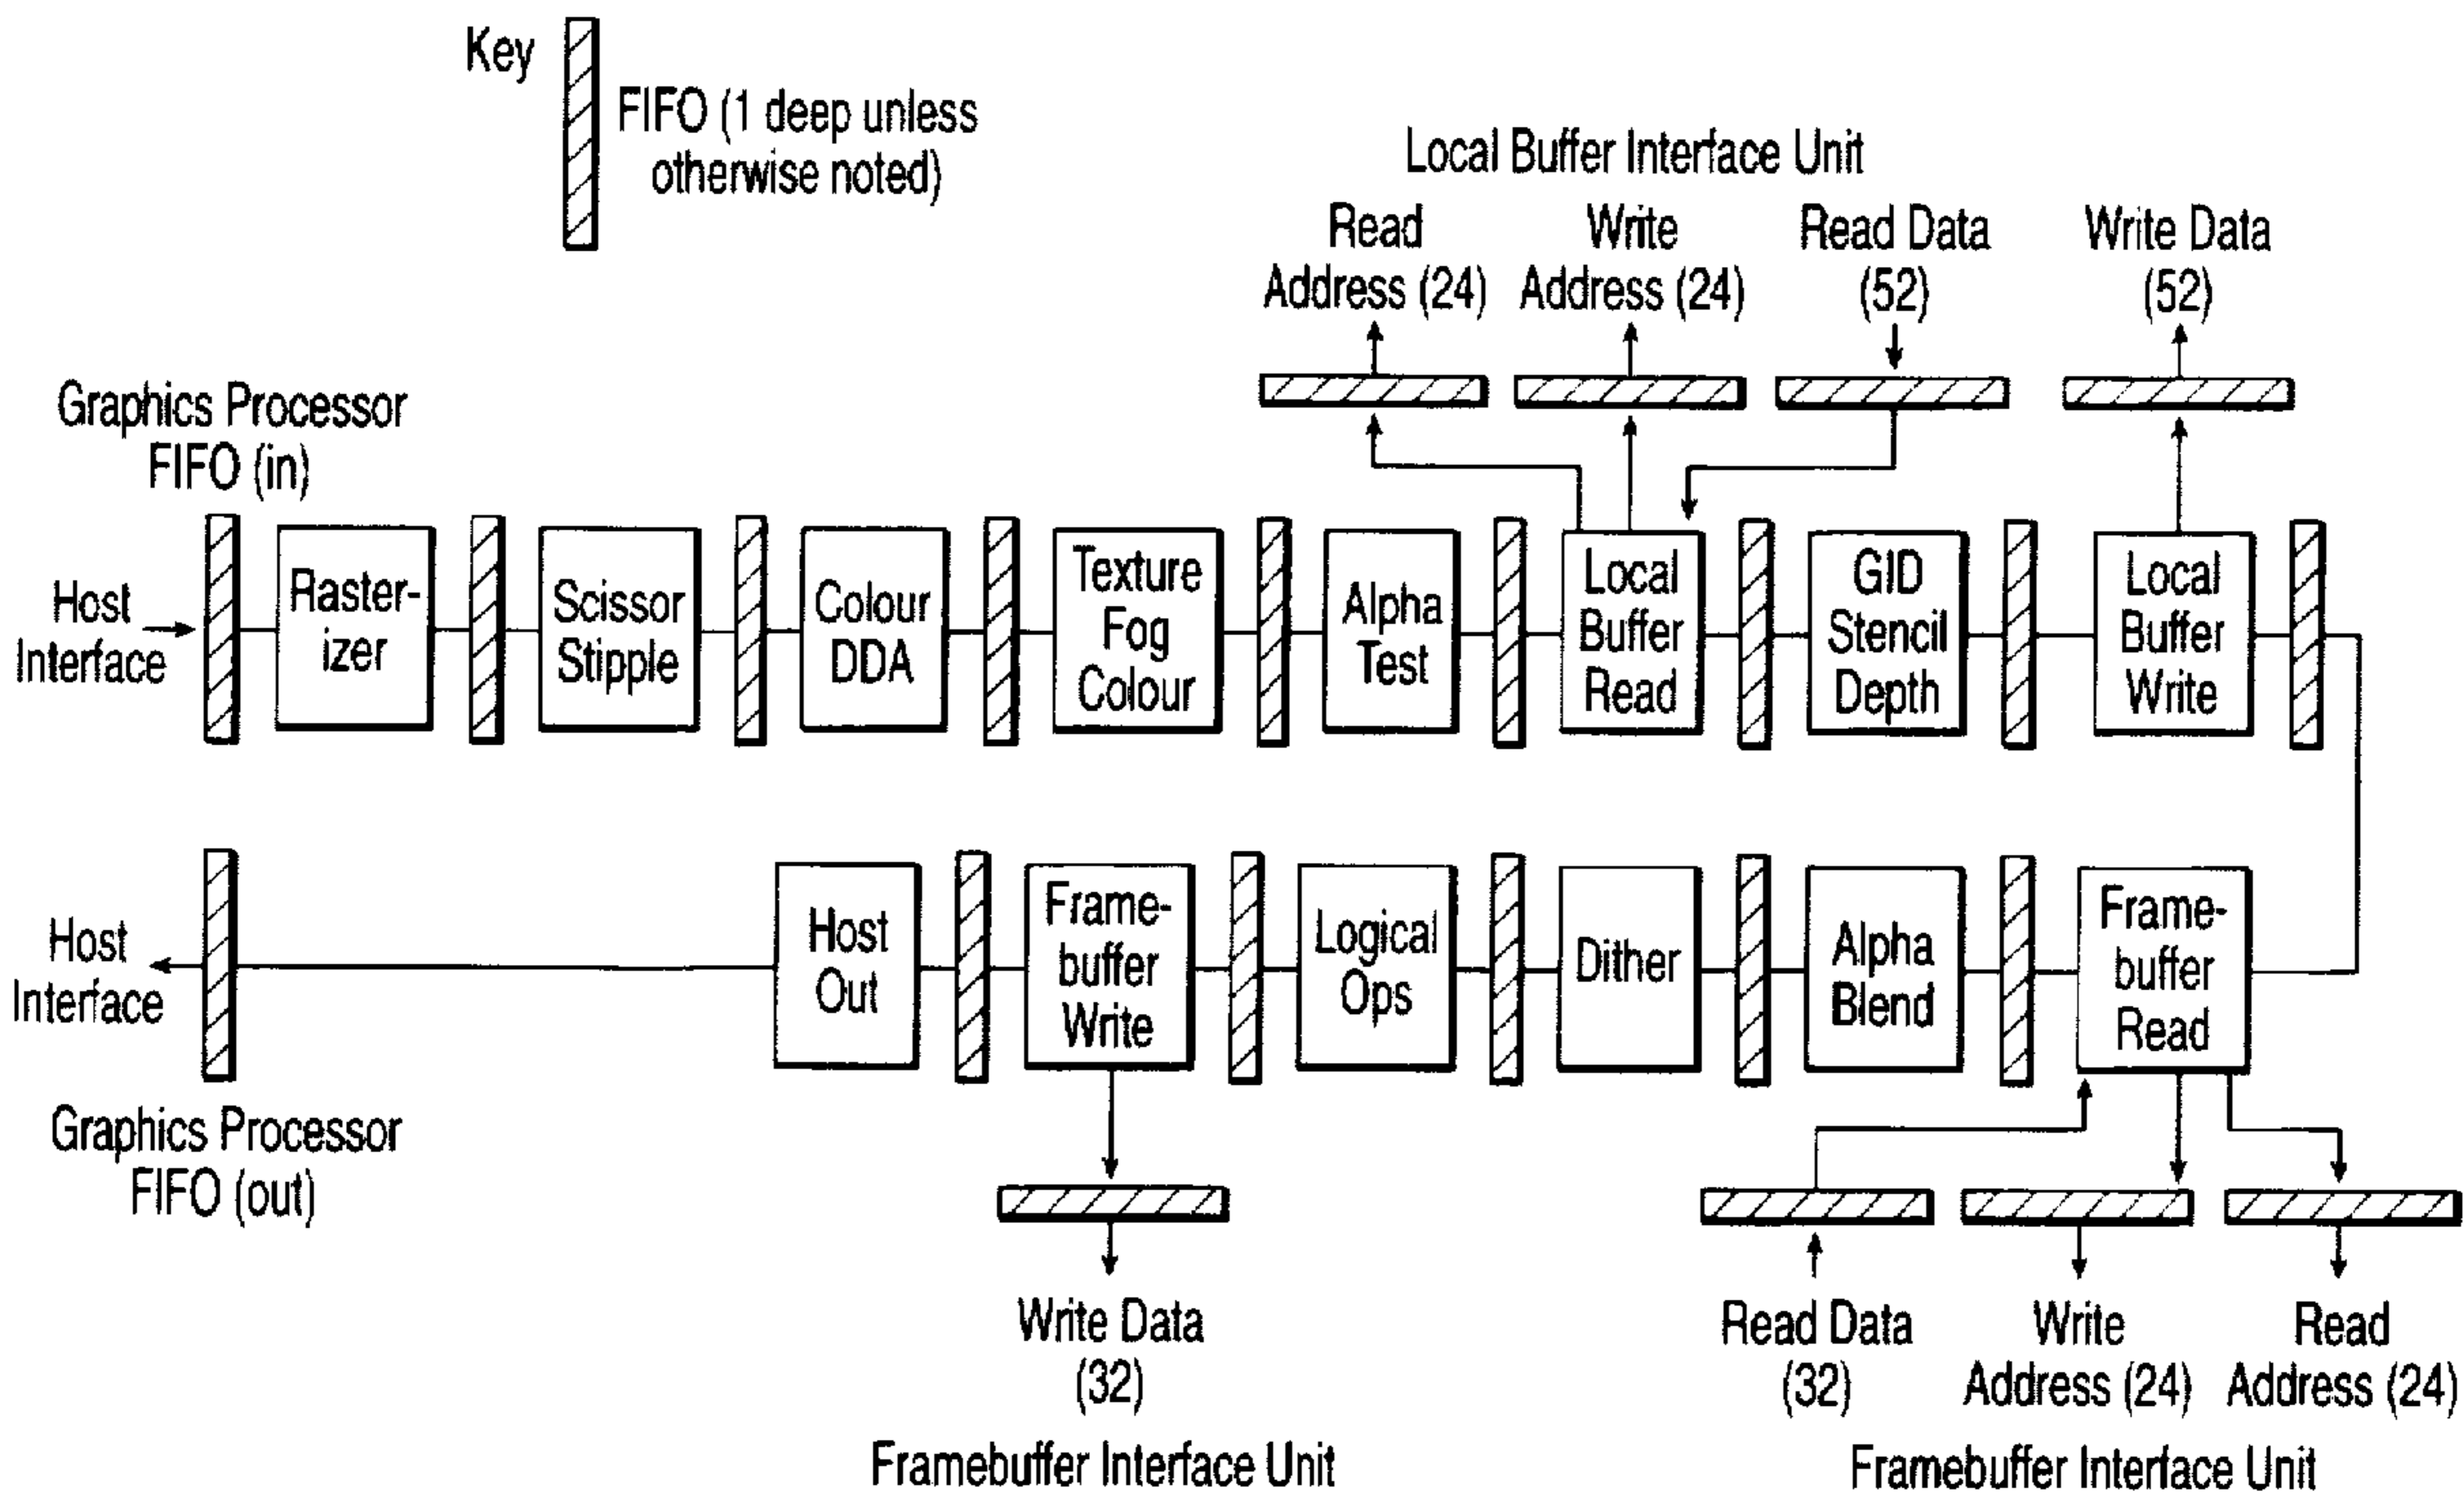 Key
FIFO (1 deep unless
otherwise noted)
Local Buffer Interface Unit
Read
Address (24)
Write
Address (24)
Read Data
(52)
Write Data
(52)
Graphics Processor
FIFO (in)
Host
Interface
Raster-
izer
Scissor
Stipple
Colour
DDA
Texture
Fog
Colour
Alpha
Test
Local
Buffer
Read
GID
Stencil
Depth
Local
Buffer
Write
Host
Interface
Host
Out
Frame-
buffer
Write
Logical
Ops
Dither
Alpha
Blend
Frame-
buffer
Read
Graphics Processor
FIFO (out)
Write Data
(32)
Framebuffer Interface Unit
Read Data
(32)
Write
Address (24)
Read
Address (24)
Framebuffer Interface Unit